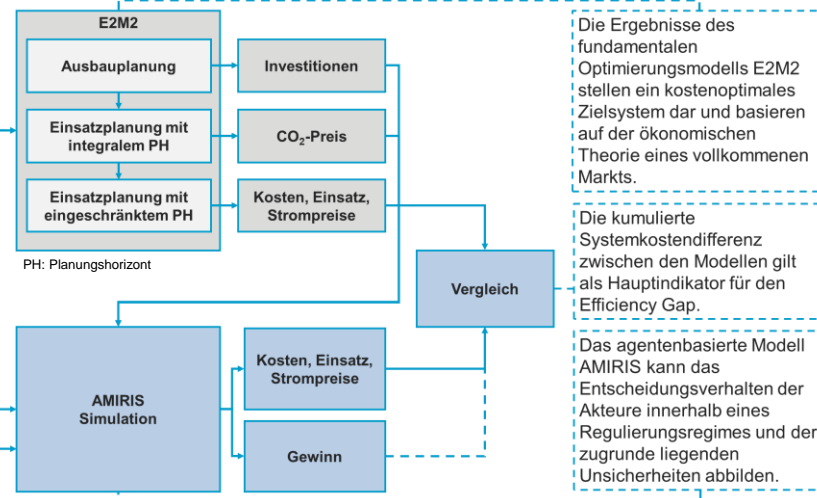 E2M2
Ausbauplanung
Investitionen
Einsatzplanung mit
integralem PH
CO₂-Preis
Einsatzplanung mit
eingeschränktem PH
Kosten, Einsatz,
Strompreise
PH: Planungshorizont
Vergleich
AMIRIS
Simulation
Kosten, Einsatz,
Strompreise
Gewinn
Die Ergebnisse des
fundamentalen
Optimierungsmodells E2M2
stellen ein kostenoptimales
Zielsystem dar und basieren
auf der ökonomischen
Theorie eines vollkommenen
Markts.
Die kumulierte
Systemkostendifferenz
zwischen den Modellen gilt
als Hauptindikator für den
Efficiency Gap.
Das agentenbasierte Modell
AMIRIS kann das
Entscheidungsverhalten der
Akteure innerhalb eines
Regulierungsregimes und der
zugrunde liegenden
Unsicherheiten abbilden.